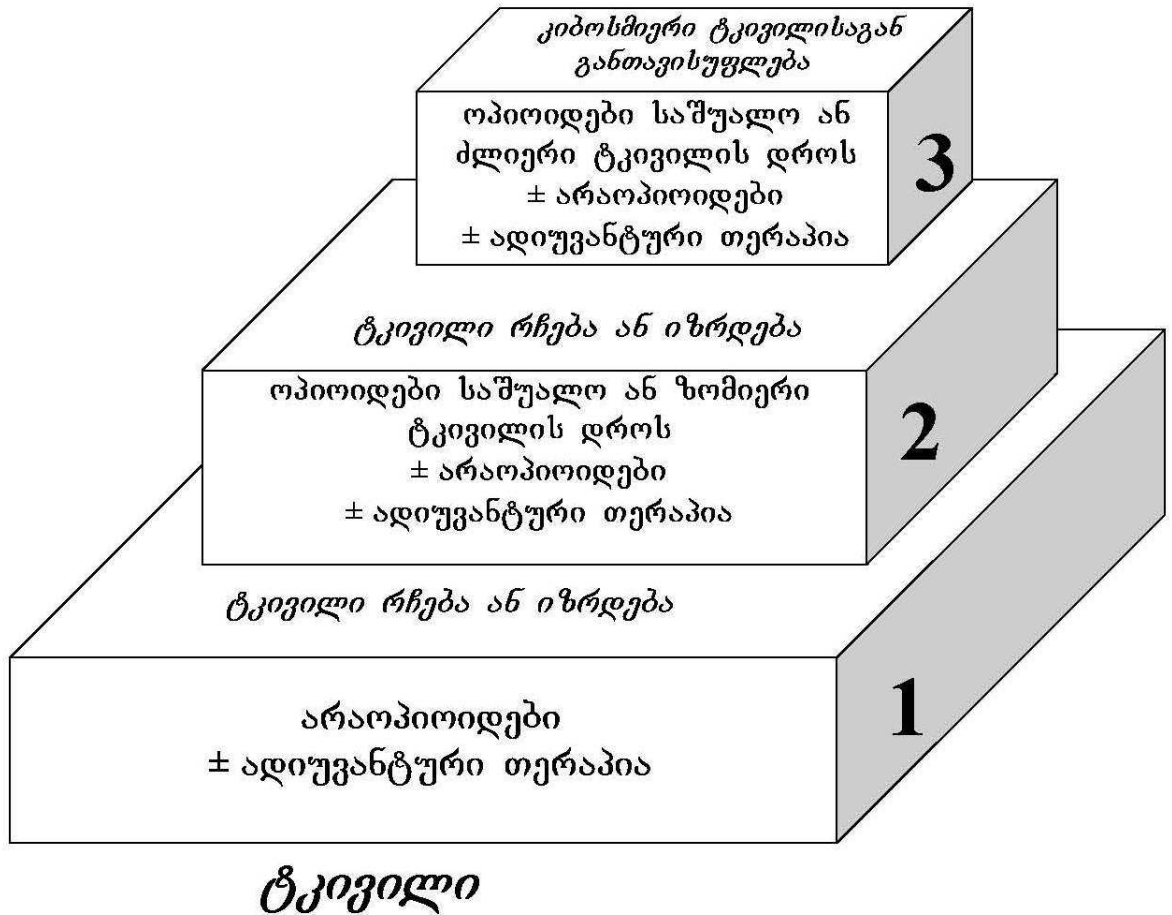 კიბოსმიერი ტკივილისაგან
განთავისუფლება
ოპიოიდები საშუალო ან
ძლიერი ტკივილის დროს
± არაოპიოიდები
± ადიუვანტური თერაპია
3
ტკივილი რჩება ან იზრდება
ოპიოიდები საშუალო ან ზომიერი
ტკივილის დროს
± არაოპიოიდები
± ადიუვანტური თერაპია
2
ტკივილი რჩება ან იზრდება
არაოპიოიდები
± ადიუვანტური თერაპია
1
ტკივილი